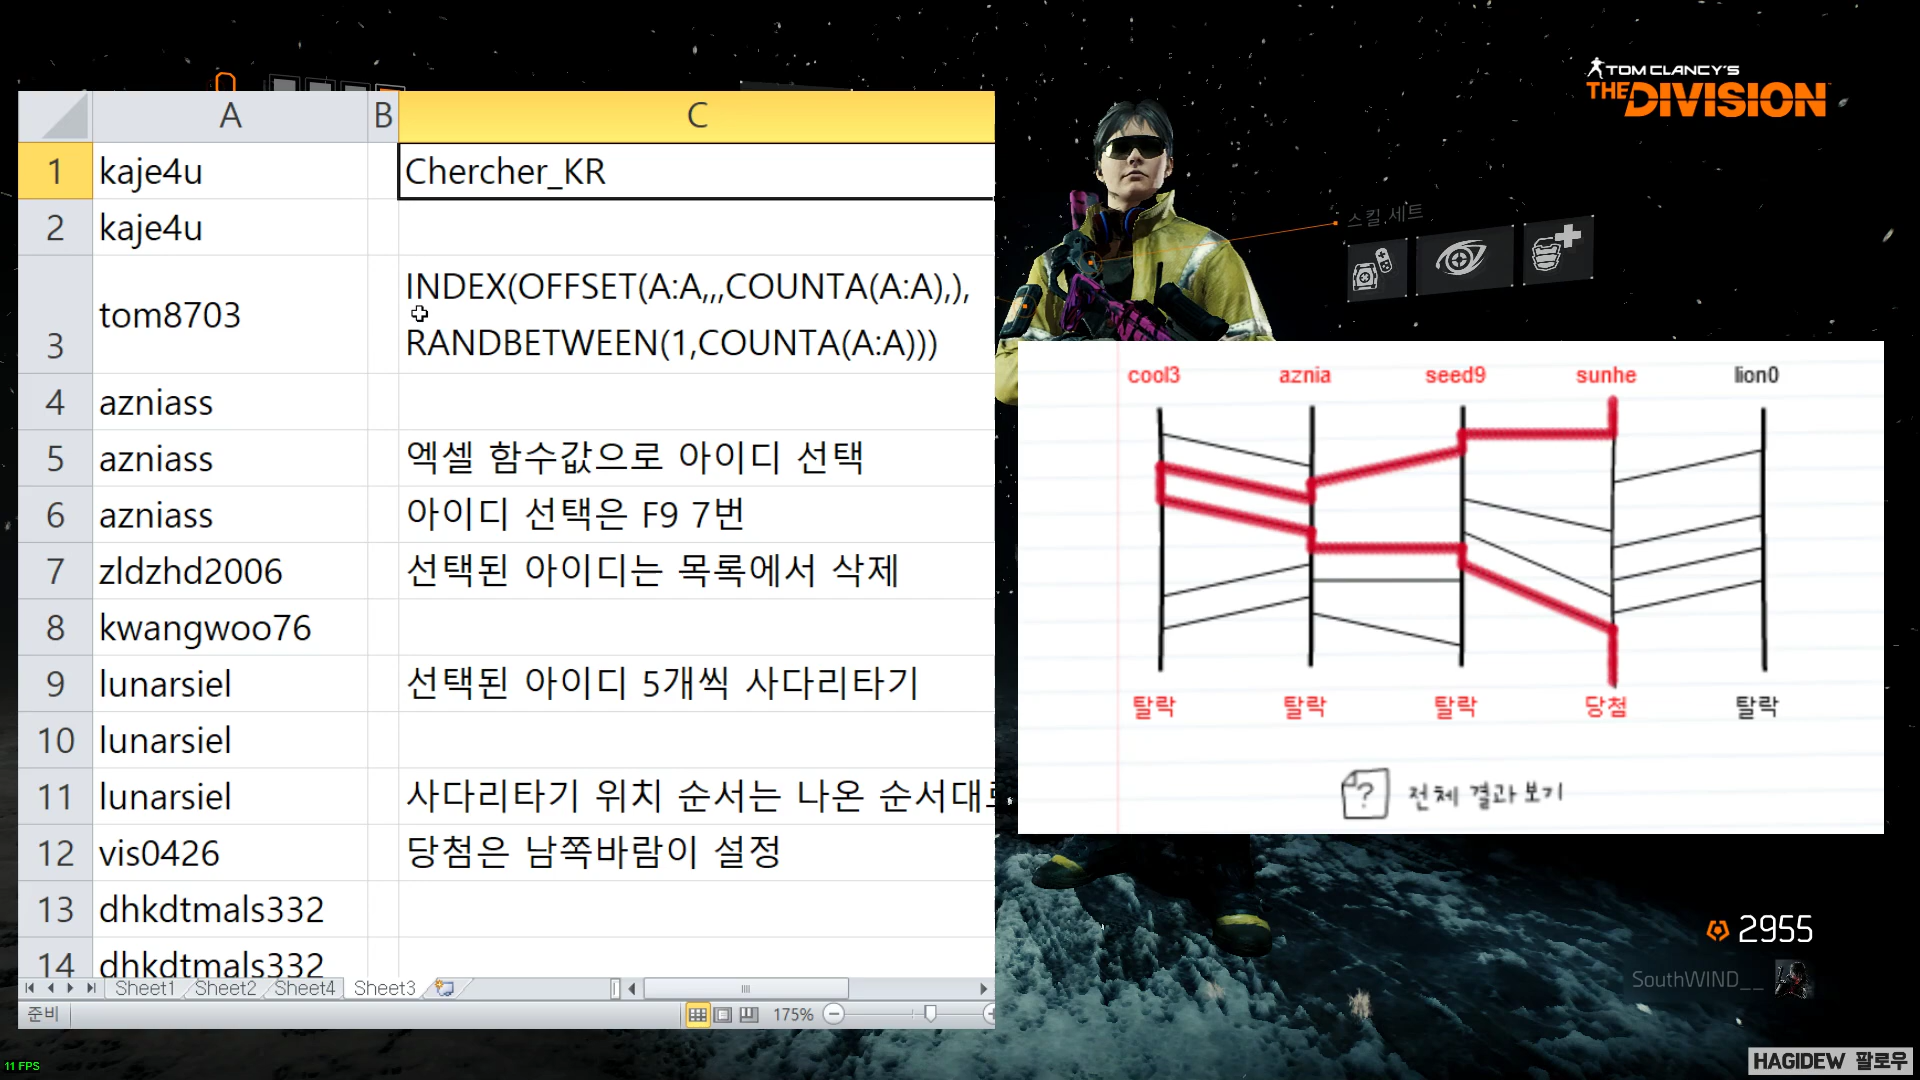 TOM CLANCY'S
THE DIVISION
스킬 세트
A
B
C
1
kaje4u
Chercher_KR
2
kaje4u
3
tom8703
INDEX(OFFSET(A:A,,,COUNTA(A:A),),
RANDBETWEEN(1,COUNTA(A:A)))
4
azniass
5
azniass
엑셀 함수값으로 아이디 선택
6
azniass
아이디 선택은 F9 7번
7
zldzhd2006
선택된 아이디는 목록에서 삭제
8
kwangwoo76
9
lunarsiel
선택된 아이디 5개씩 사다리타기
10
lunarsiel
11
lunarsiel
사다리타기 위치 순서는 나온 순서대로
12
vis0426
당첨은 남쪽바람이 설정
13
dhkdtmals332
14
dhkdtmals332
Sheet1
Sheet2
Sheet4
Sheet3
준비
175%
cool3
aznia
seed9
sunhe
lion0
탈락
탈락
탈락
당첨
탈락
전체 결과 보기
2955
SouthWIND__
11 FPS
HAGIDEW 팔로우